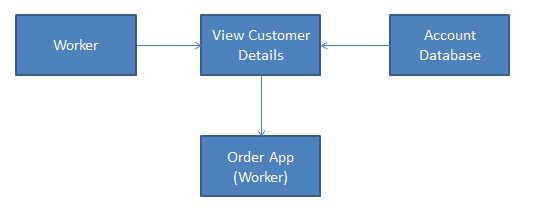 Worker
View Customer
Details
Account
Database
Order App
(Worker)